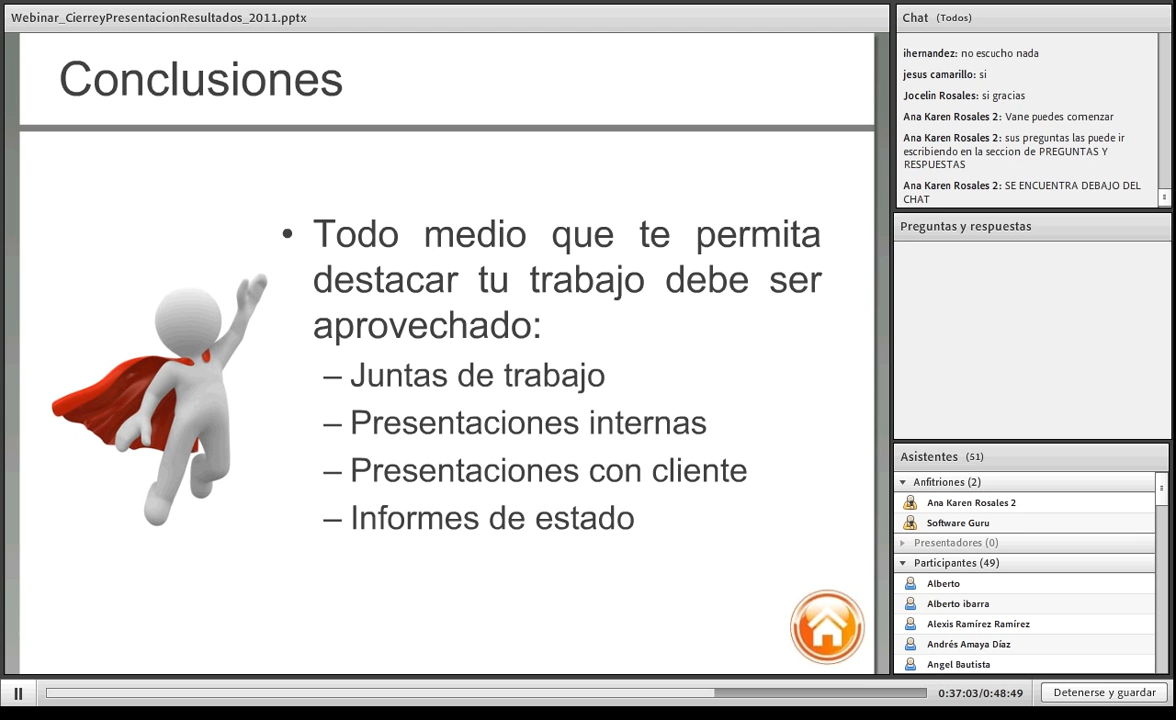 Webinar_CierreyPresentacionResultados_2011.pptx
Conclusiones
• Todo medio que te permita
destacar tu trabajo debe ser
aprovechado:
– Juntas de trabajo
– Presentaciones internas
– Presentaciones con cliente
– Informes de estado
Chat (Todos)
ihernandez: no escucho nada
jesus camarillo: si
Jocelin Rosales: si gracias
Ana Karen Rosales 2: Vane puedes comenzar
Ana Karen Rosales 2: sus preguntas las puede ir
escribiendo en la seccion de PREGUNTAS Y
RESPUESTAS
Ana Karen Rosales 2: SE ENCUENTRA DEBAJO DEL
CHAT
Preguntas y respuestas
Asistentes (51)
Anfitriones (2)
Ana Karen Rosales 2
Software Guru
Presentadores (0)
Participantes (49)
Alberto
Alberto ibarra
Alexis Ramírez Ramírez
Andrés Amaya Díaz
Angel Bautista
0:37:03/0:48:49
Detenerse y guardar